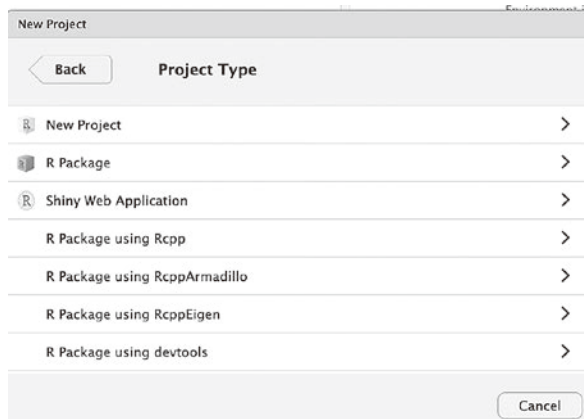 New Project
Back
Project Type
R New Project
R R Package
R Shiny Web Application
R Package using Rcpp
R Package using RcppArmadillo
R Package using RcppEigen
R Package using devtools
Cancel